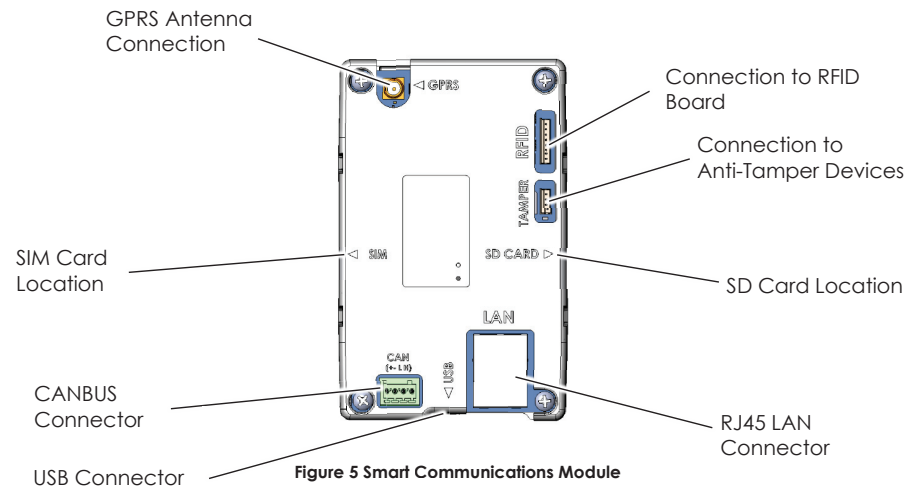 GPRS Antenna
Connection
GPRS
Connection to RFID
Board
RFID
Connection to
Anti-Tamper Devices
TAMPER
SIM Card
Location
SIM
SD CARD
SD Card Location
LAN
CAN
(+- L H)
USB
CANBUS
Connector
RJ45 LAN
Connector
USB Connector
Figure 5 Smart Communications Module